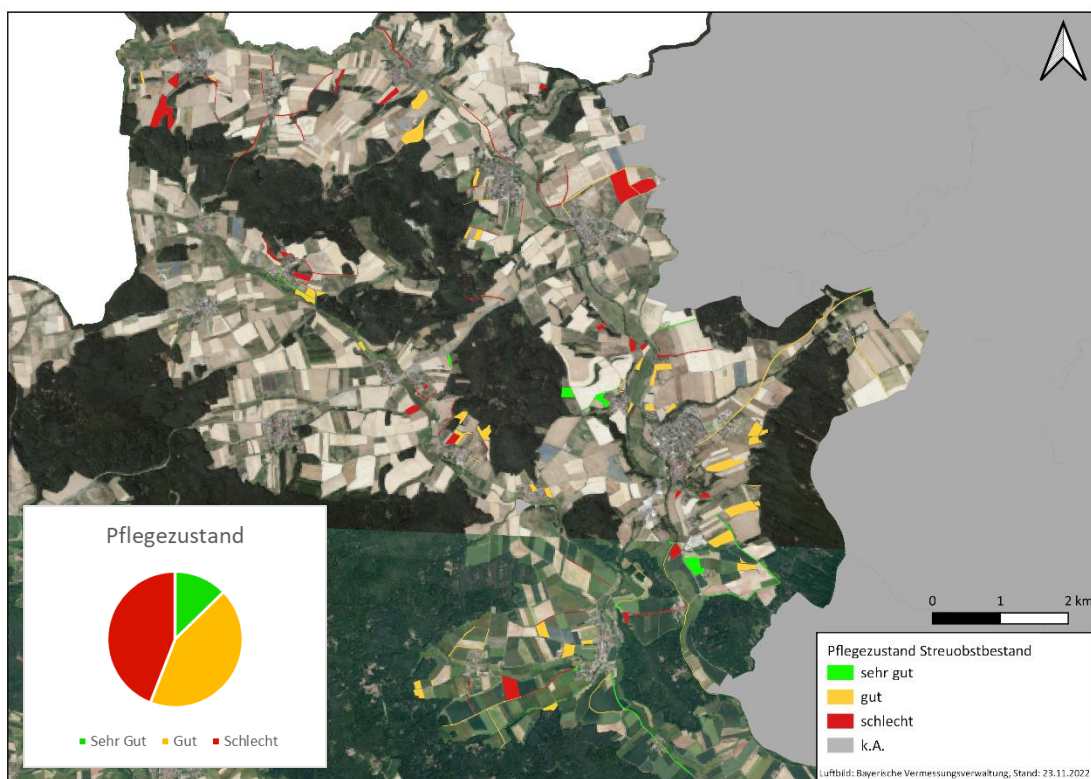 Pflegezustand
Sehr Gut Gut Schlecht
0 1 2 km
Pflegezustand Streuobstbestand
sehr gut
gut
schlecht
k.A.
Luftbild: Bayerische Vermessungsverwaltung, Stand: 23.11.2022